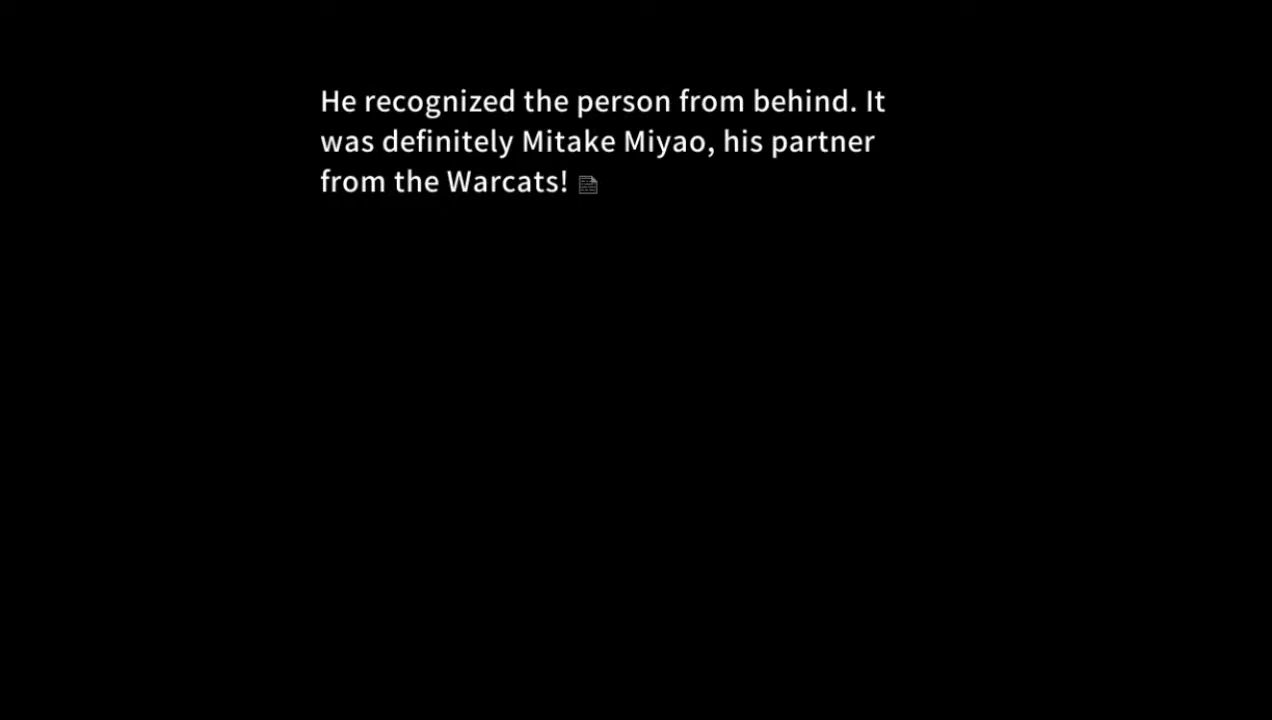 He recognized the person from behind. It
was definitely Mitake Miyao, his partner
from the Warcats!